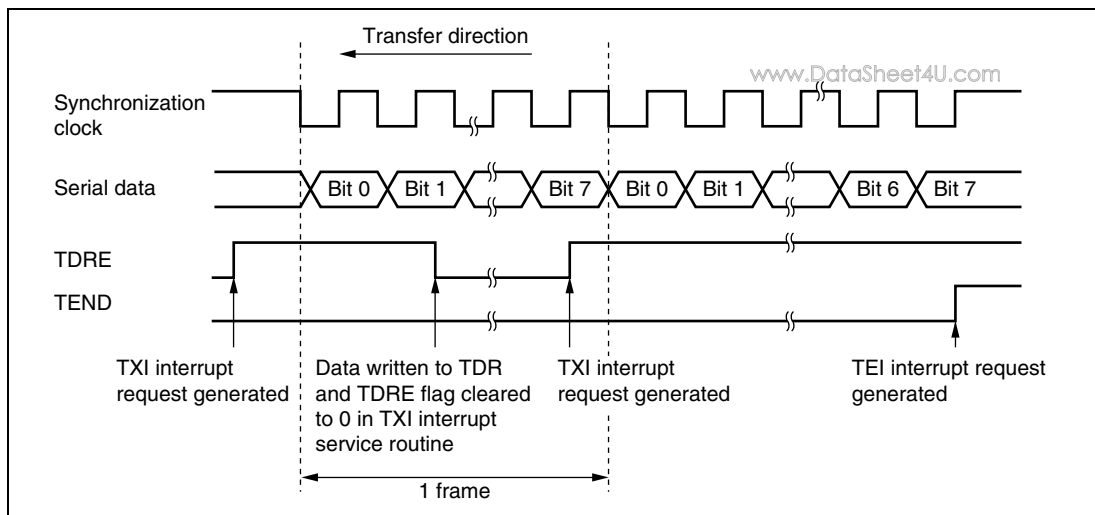 Transfer direction
www.DataSheet4U.com
Synchronization
clock
Serial data
Bit 0 Bit 1 Bit 7 Bit 0 Bit 1 Bit 6 Bit 7
TDRE
TEND
TXI interrupt
request generated
Data written to TDR
and TDRE flag cleared
to 0 in TXI interrupt
service routine
TXI interrupt
request generated
TEI interrupt request
generated
1 frame